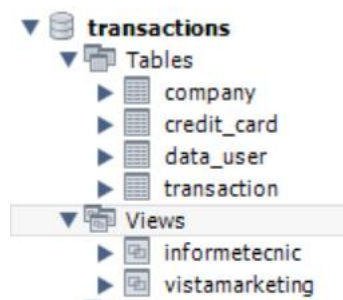 transactions
Tables
company
credit_card
data_user
transaction
Views
informetecnic
vistamarketing